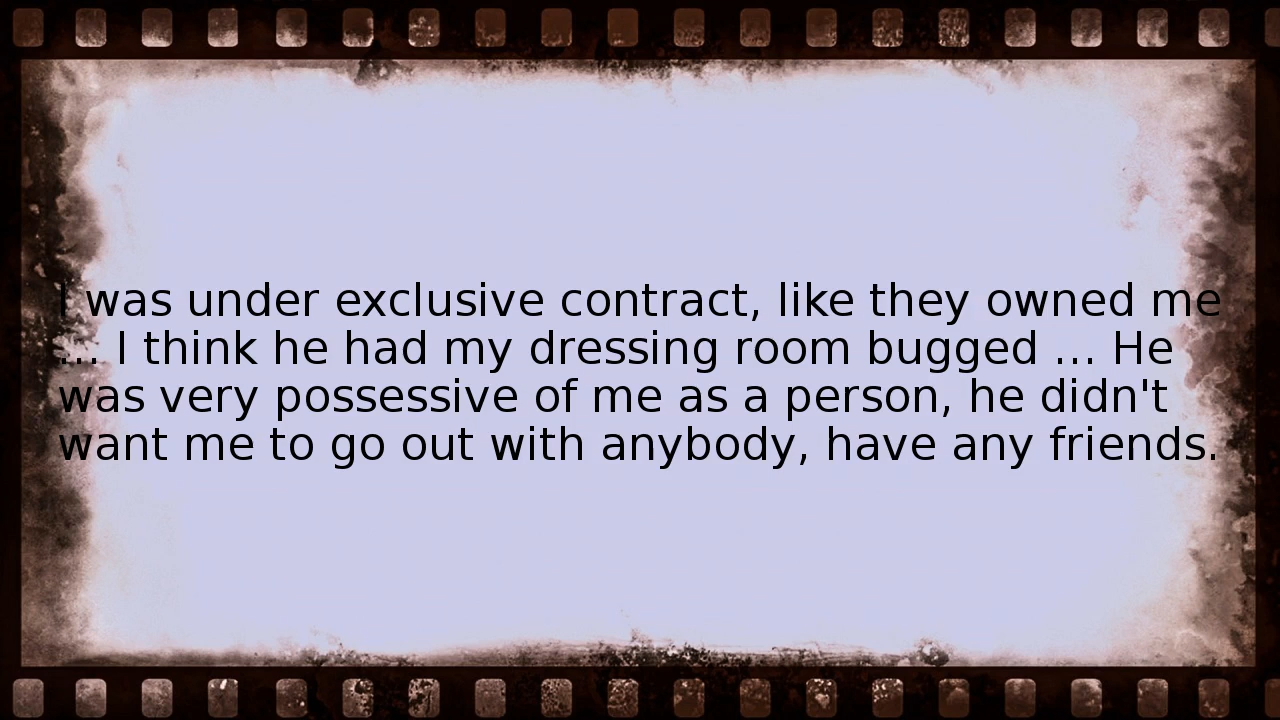 I was under exclusive contract, like they owned me
... I think he had my dressing room bugged ... He
was very possessive of me as a person, he didn't
want me to go out with anybody, have any friends.